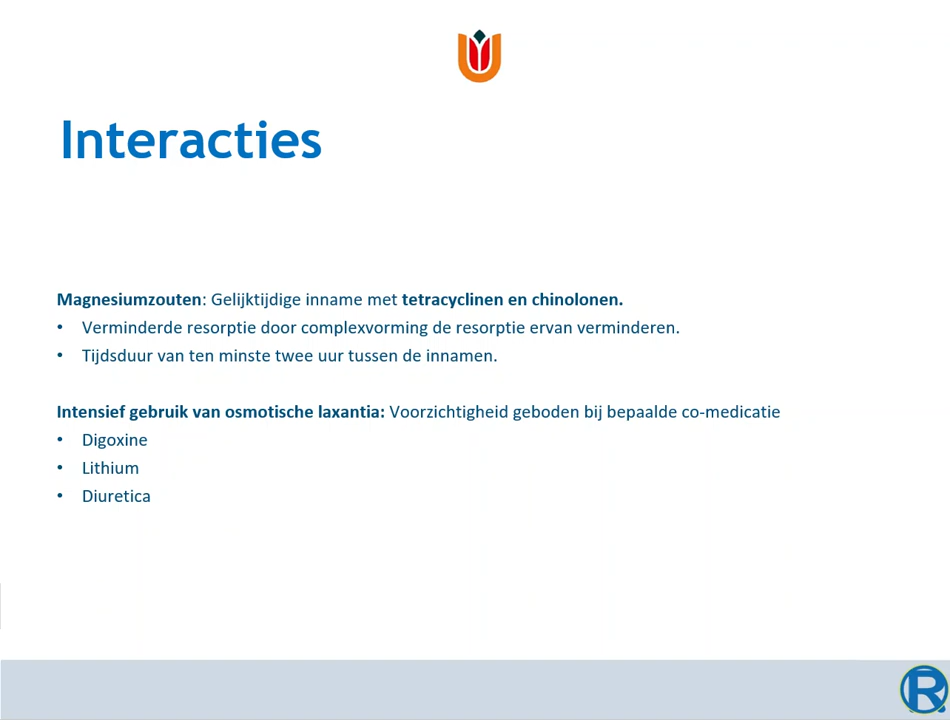 Interacties
Magnesiumzouten: Gelijktijdige inname met tetracyclinen en chinolonen.
• Verminderde resorptie door complexvorming de resorptie ervan verminderen.
• Tijdsduur van ten minste twee uur tussen de innamen.
Intensief gebruik van osmotische laxantia: Voorzichtigheid geboden bij bepaalde co-medicatie
• Digoxine
• Lithium
• Diuretica
R